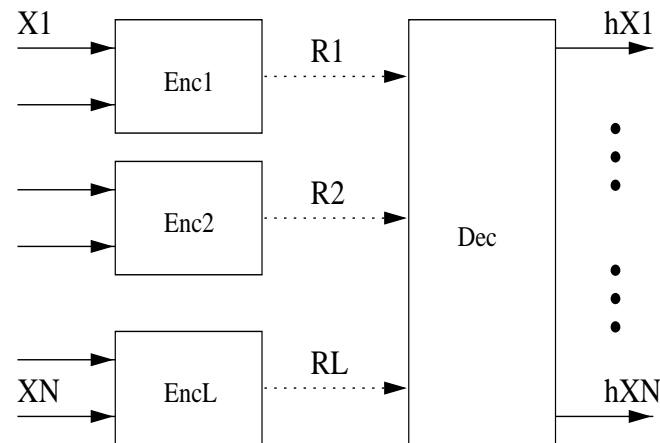 X1 R1 hX1
Enc1
R2
Enc2
Dec
RL
XN EncL hXN